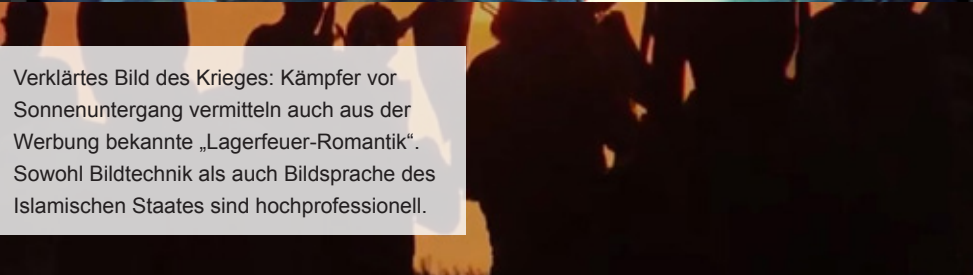 Verklärtes Bild des Krieges: Kämpfer vor
Sonnenuntergang vermitteln auch aus der
Werbung bekannte „Lagerfeuer-Romantik“.
Sowohl Bildtechnik als auch Bildsprache des
Islamischen Staates sind hochprofessionell.